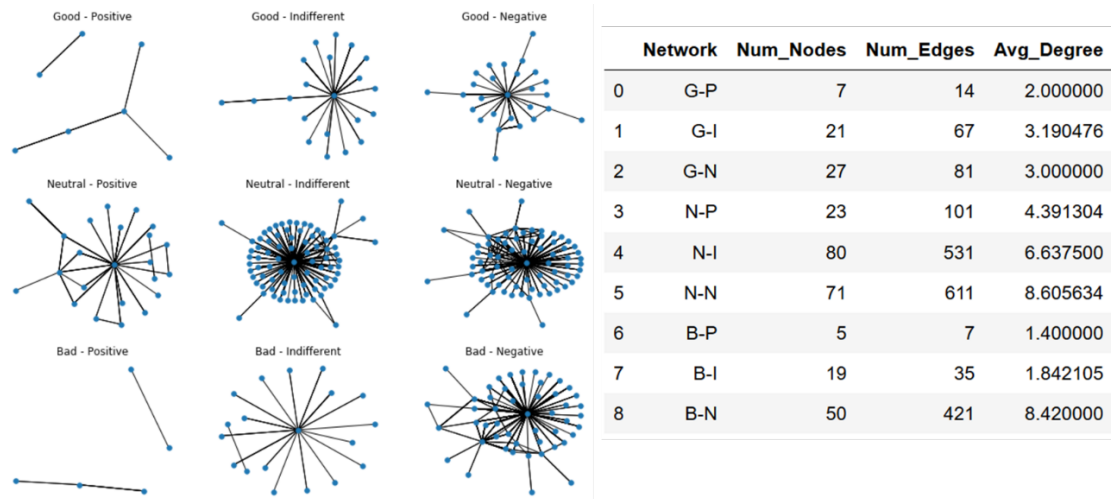 Good - Positive
Good - Indifferent
Good - Negative
Neutral - Positive
Neutral - Indifferent
Neutral - Negative
Bad - Positive
Bad - Indifferent
Bad - Negative
Network Num_Nodes Num_Edges Avg_Degree
0 G-P 7 14 2.000000
1 G-I 21 67 3.190476
2 G-N 27 81 3.000000
3 N-P 23 101 4.391304
4 N-I 80 531 6.637500
5 N-N 71 611 8.605634
6 B-P 5 7 1.400000
7 B-I 19 35 1.842105
8 B-N 50 421 8.420000